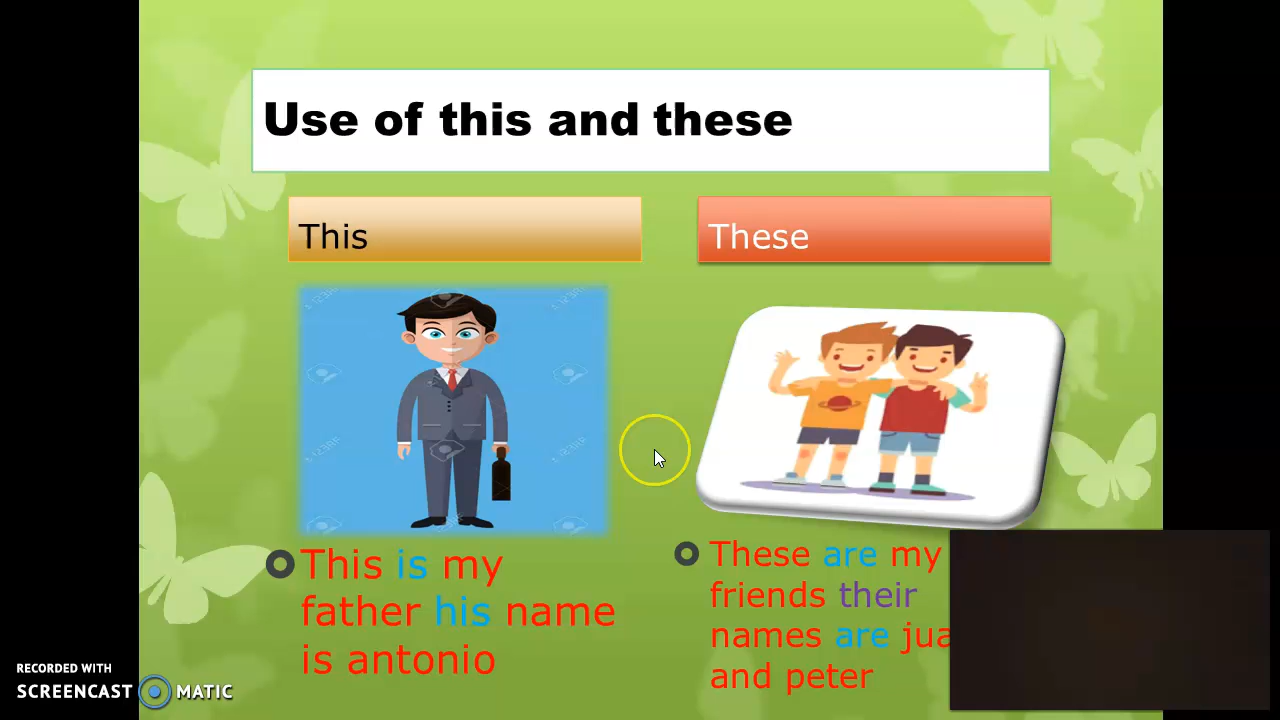 Use of this and these
This
These
This is my
father his name
is antonio
These are my
friends their
names are
and peter
RECORDED WITH
SCREENCAST MATIC